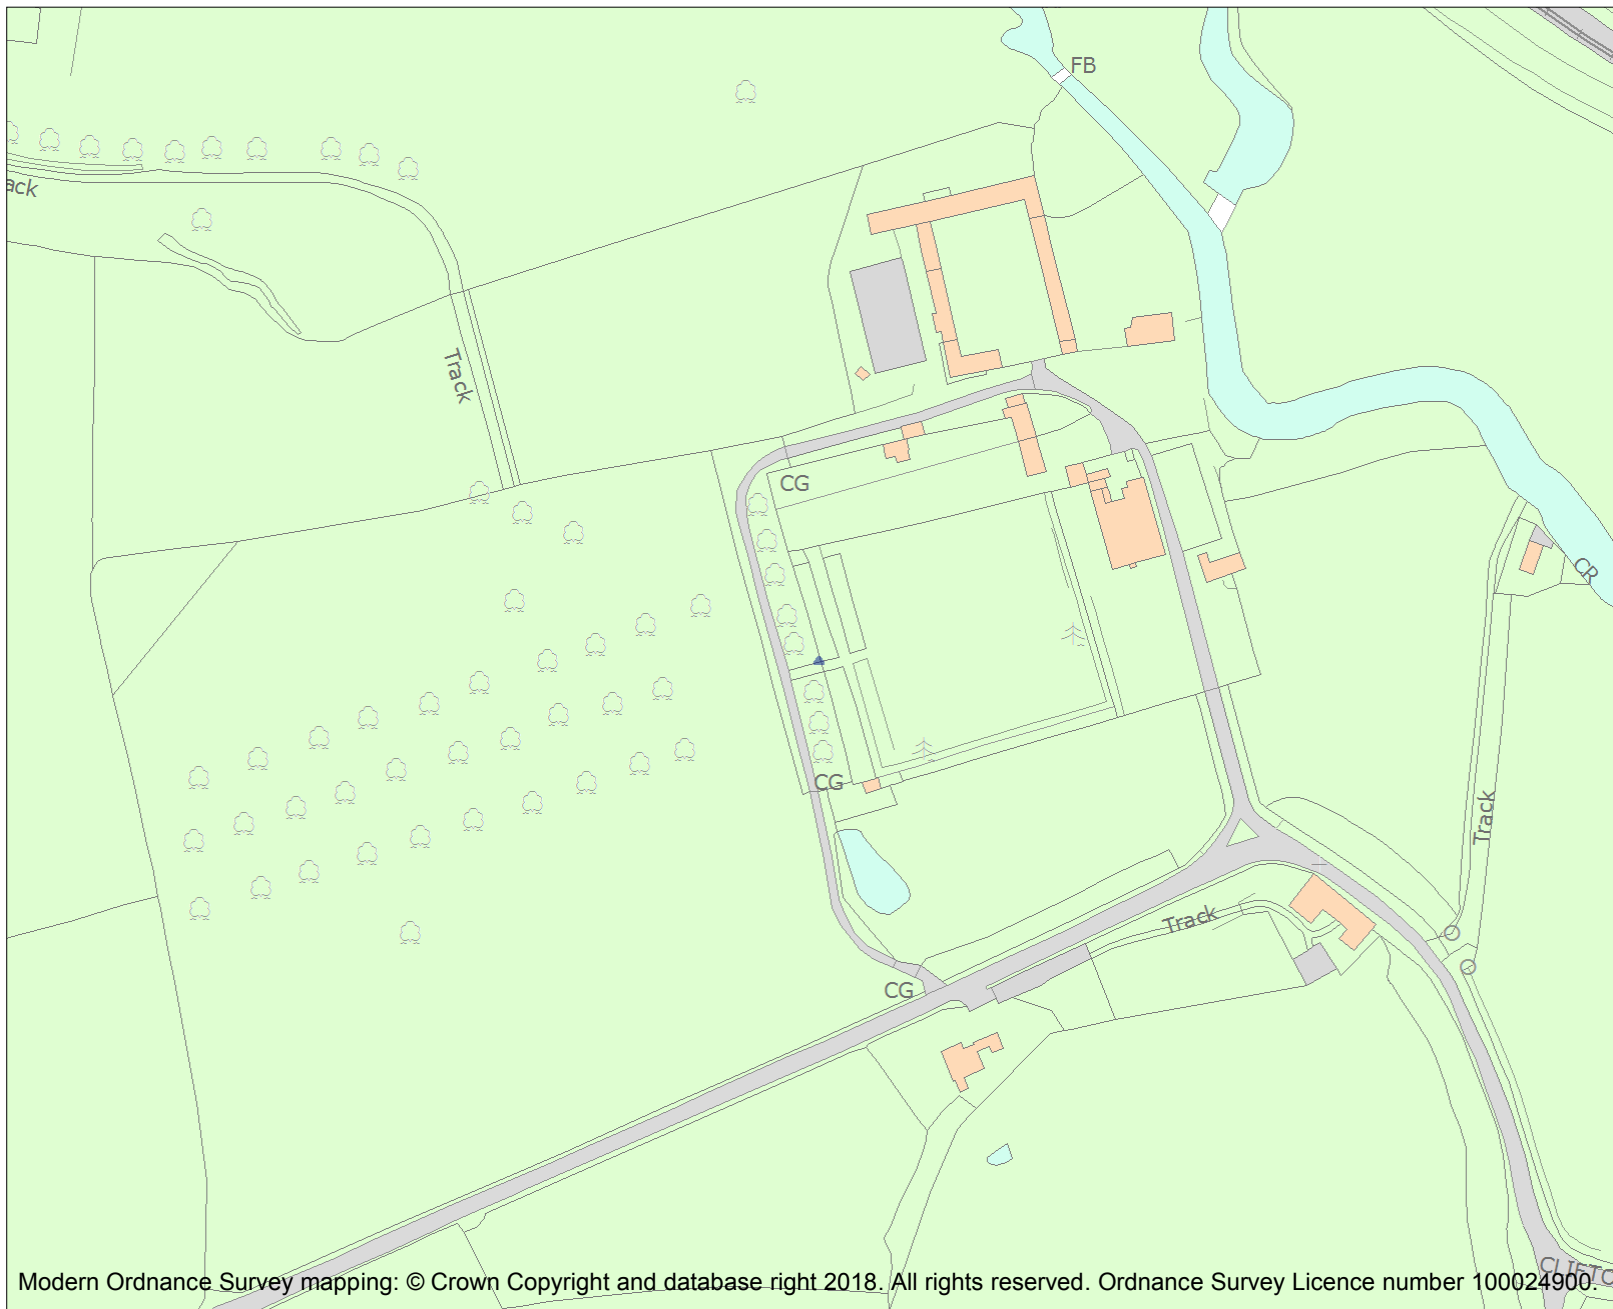 FB
ack
Track
CG
CR
CG
Track
Track
CG
CLIFTO
Modern Ordnance Survey mapping: © Crown Copyright and database right 2018. All rights reserved. Ordnance Survey Licence number 100024900.